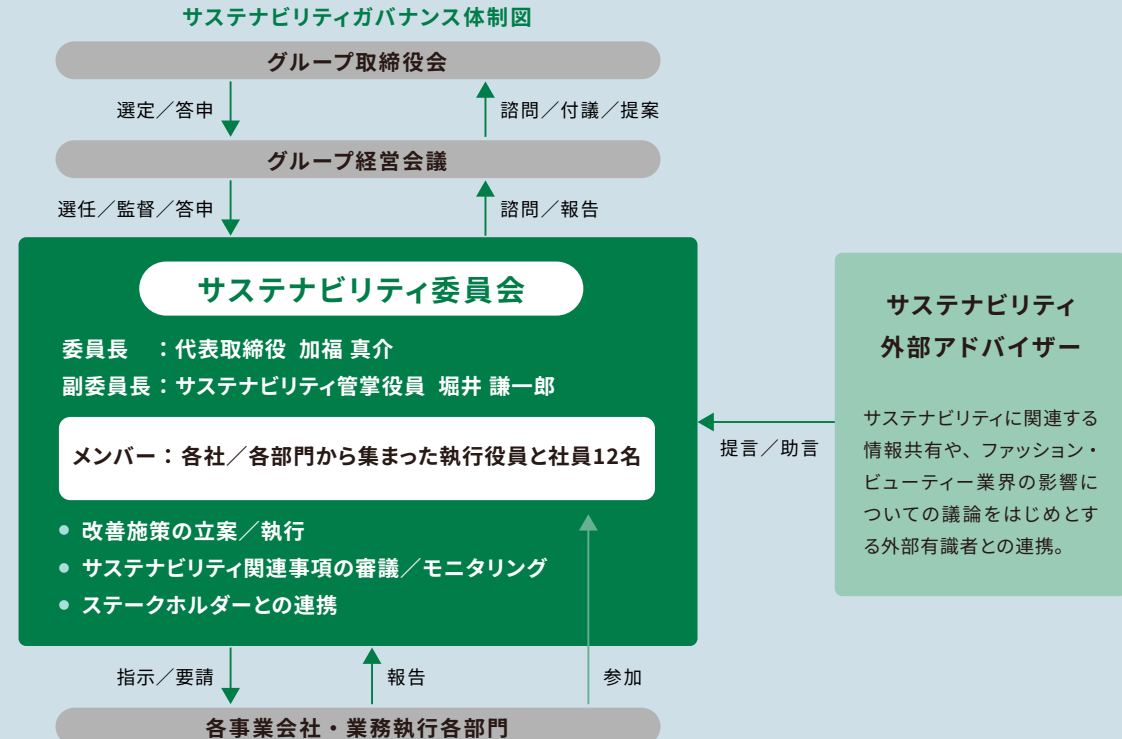 サステナビリティガバナンス体制図
グループ取締役会
選定／答申
諮問／付議／提案
グループ経営会議
選任／監督／答申
諮問／報告
サステナビリティ委員会
委員長　：代表取締役 加福 真介
副委員長：サステナビリティ管掌役員 堀井 謙一郎
メンバー：各社／各部門から集まった執行役員と社員12名
• 改善施策の立案／執行
• サステナビリティ関連事項の審議／モニタリング
• ステークホルダーとの連携
提言／助言
サステナビリティ
外部アドバイザー
サステナビリティに関連する
情報共有や、ファッション・
ビューティー業界の影響に
ついての議論をはじめとす
る外部有識者との連携。
指示／要請
報告
参加
各事業会社・業務執行各部門